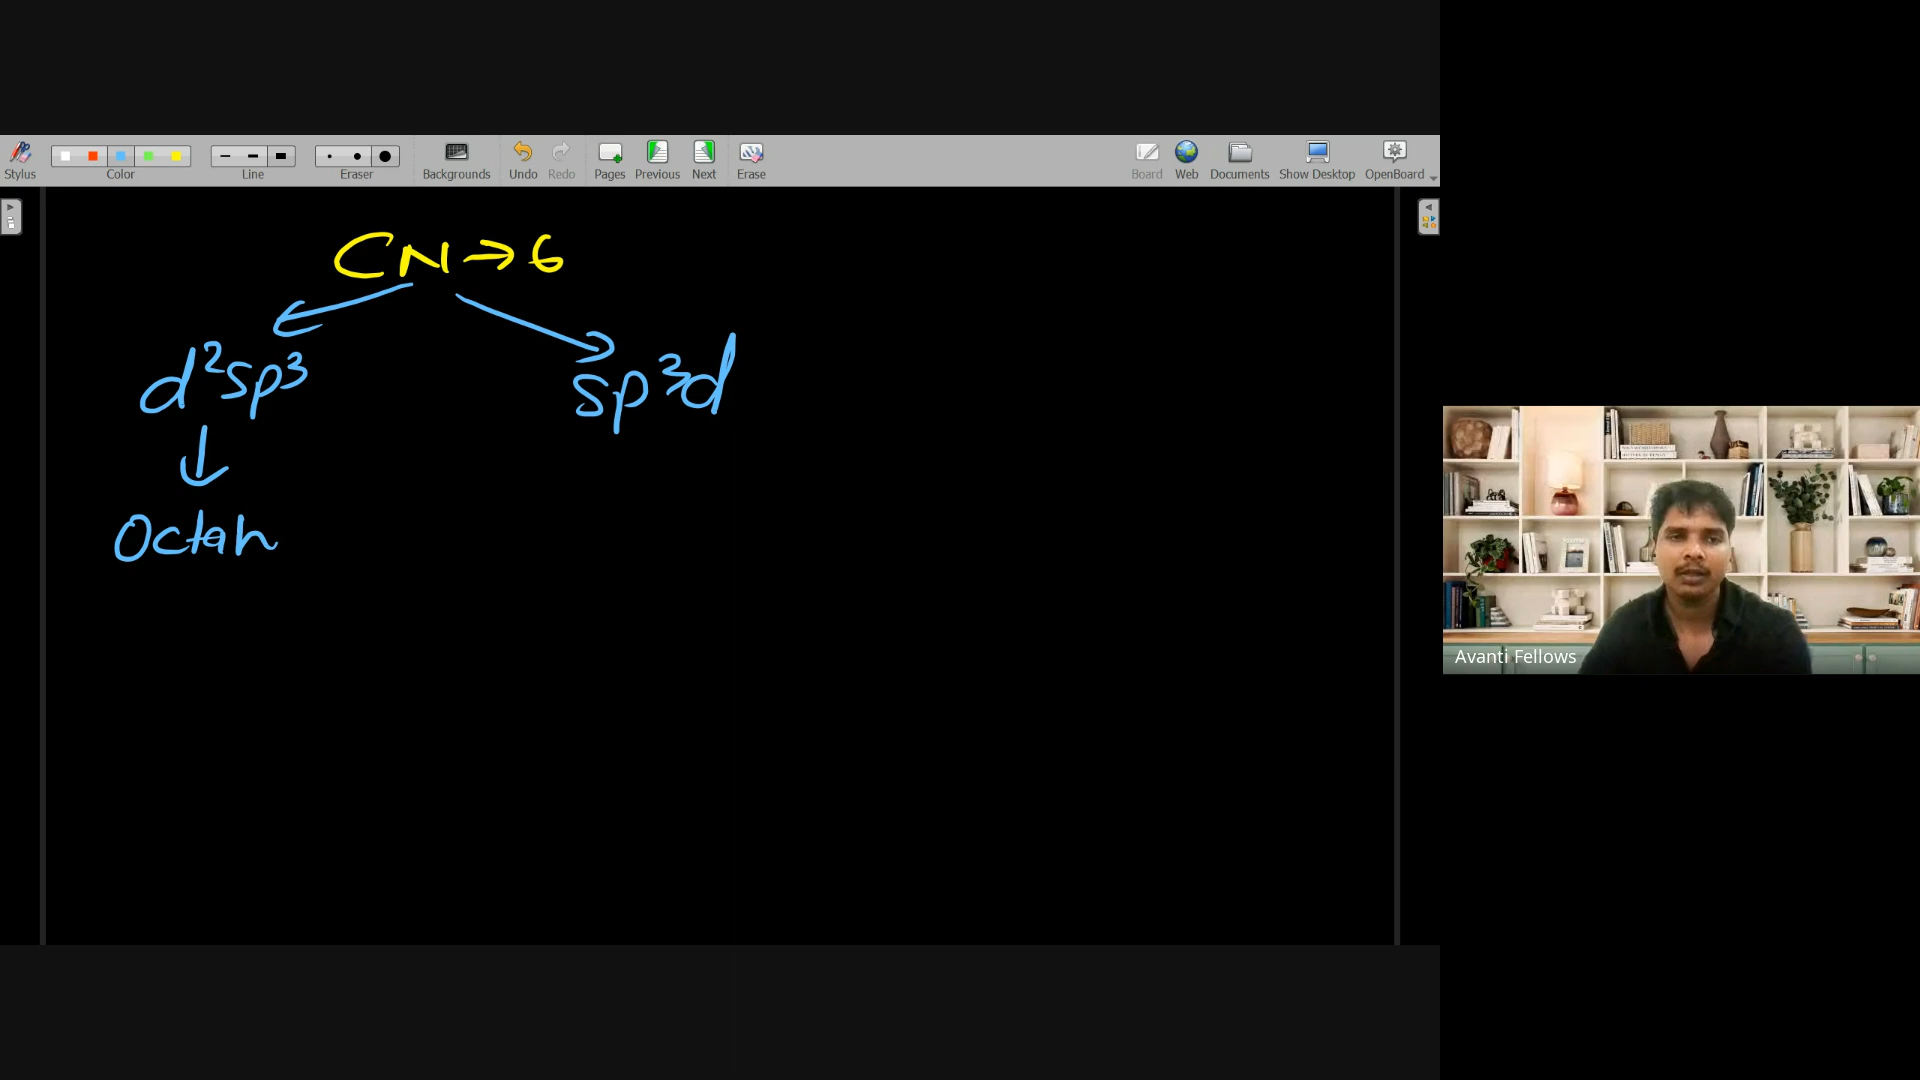 Stylus Color Line Eraser Backgrounds Undo Redo Pages Previous Next Erase Board Web Documents Show Desktop OpenBoard
CN → 6
d²sp³ sp³d
Octah
Avanti Fellows